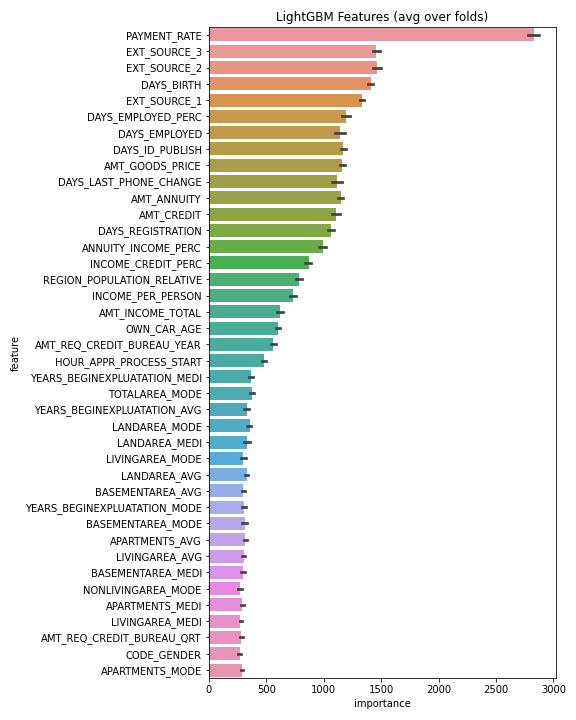 LightGBM Features (avg over folds)
PAYMENT_RATE
EXT_SOURCE_3
EXT_SOURCE_2
DAYS_BIRTH
EXT_SOURCE_1
DAYS_EMPLOYED_PERC
DAYS_EMPLOYED
DAYS_ID_PUBLISH
AMT_GOODS_PRICE
DAYS_LAST_PHONE_CHANGE
AMT_ANNUITY
AMT_CREDIT
DAYS_REGISTRATION
ANNUITY_INCOME_PERC
INCOME_CREDIT_PERC
REGION_POPULATION_RELATIVE
INCOME_PER_PERSON
AMT_INCOME_TOTAL
OWN_CAR_AGE
AMT_REQ_CREDIT_BUREAU_YEAR
HOUR_APPR_PROCESS_START
YEARS_BEGINEXPLUATATION_MEDI
TOTALAREA_MODE
YEARS_BEGINEXPLUATATION_AVG
LANDAREA_MODE
LANDAREA_MEDI
LIVINGAREA_MODE
LANDAREA_AVG
BASEMENTAREA_AVG
YEARS_BEGINEXPLUATATION_MODE
BASEMENTAREA_MODE
APARTMENTS_AVG
LIVINGAREA_AVG
BASEMENTAREA_MEDI
NONLIVINGAREA_MODE
APARTMENTS_MEDI
LIVINGAREA_MEDI
AMT_REQ_CREDIT_BUREAU_QRT
CODE_GENDER
APARTMENTS_MODE
feature
0 500 1000 1500 2000 2500 3000
importance